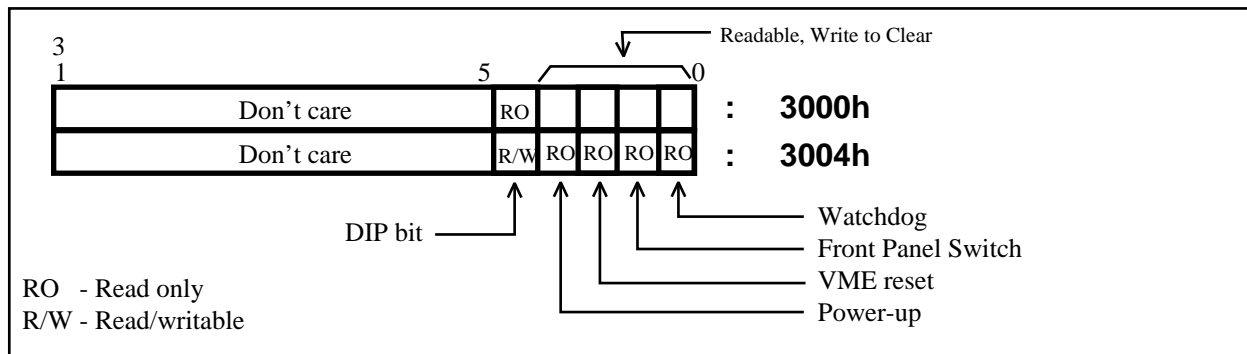 Readable, Write to Clear
3
1 5 0
Don't care RO : 3000h
Don't care R/W RO RO RO RO : 3004h
Watchdog
DIP bit
Front Panel Switch
VME reset
RO - Read only
Power-up
R/W - Read/writable